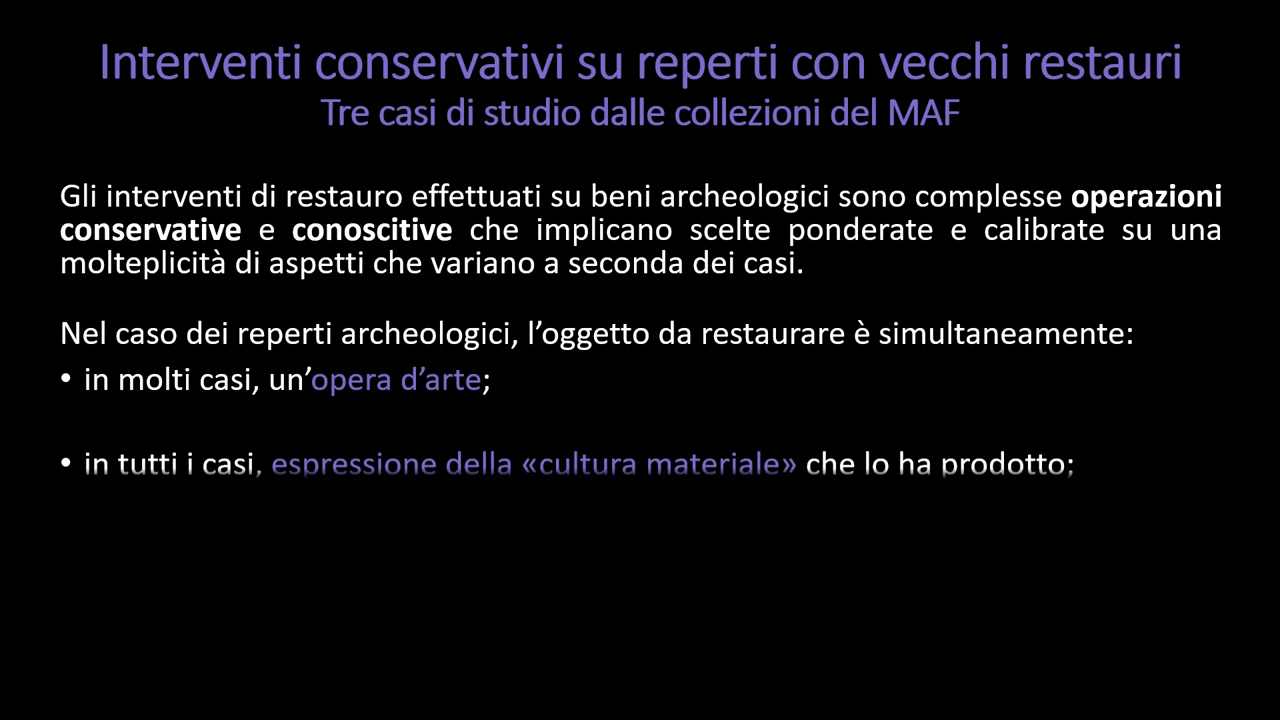 Interventi conservativi su reperti con vecchi restauri
Tre casi di studio dalle collezioni del MAF
Gli interventi di restauro effettuati su beni archeologici sono complesse operazioni
conservative e conoscitive che implicano scelte ponderate e calibrate su una
molteplicità di aspetti che variano a seconda dei casi.
Nel caso dei reperti archeologici, l’oggetto da restaurare è simultaneamente:
• in molti casi, un’opera d’arte;
• in tutti i casi, espressione della «cultura materiale» che lo ha prodotto;